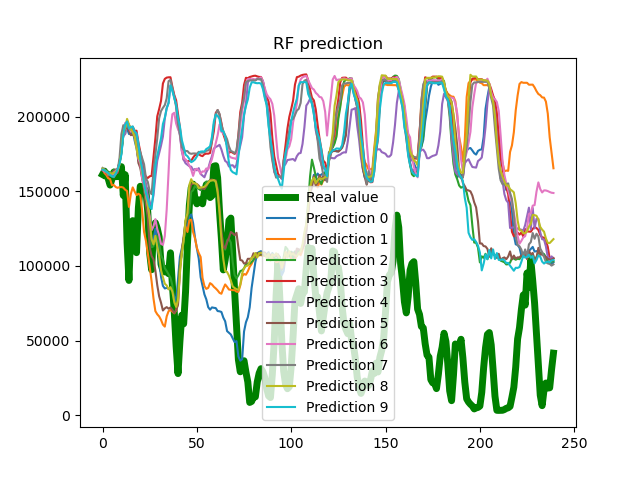 RF prediction
200000
150000
100000
50000
0
Real value
Prediction 0
Prediction 1
Prediction 2
Prediction 3
Prediction 4
Prediction 5
Prediction 6
Prediction 7
Prediction 8
Prediction 9
0 50 100 150 200 250